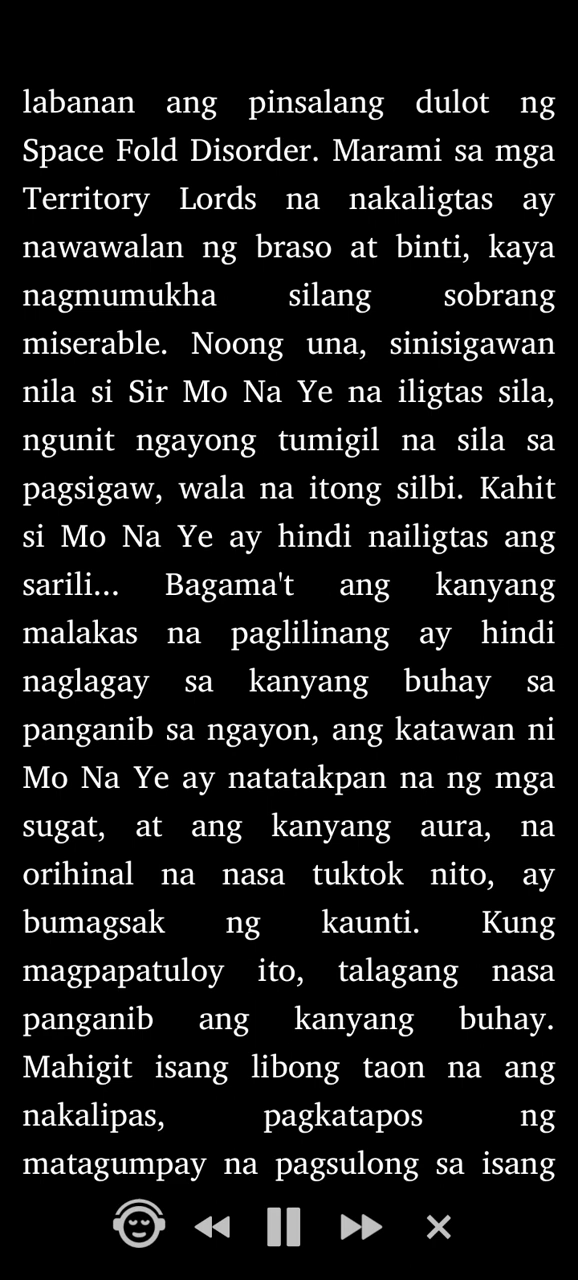 labanan ang pinsalang dulot ng
Space Fold Disorder. Marami sa mga
Territory Lords na nakaligtas ay
nawawalan ng braso at binti, kaya
nagmumukha silang sobrang
miserable. Noong una, sinisigawan
nila si Sir Mo Na Ye na iligtas sila,
ngunit ngayong tumigil na sila sa
pagsigaw, wala na itong silbi. Kahit
si Mo Na Ye ay hindi nailigtas ang
sarili... Bagama't ang kanyang
malakas na paglilinang ay hindi
naglagay sa kanyang buhay sa
panganib sa ngayon, ang katawan ni
Mo Na Ye ay natatakpan na ng mga
sugat, at ang kanyang aura, na
orihinal na nasa tuktok nito, ay
bumagsak ng kaunti. Kung
magpapatuloy ito, talagang nasa
panganib ang kanyang buhay.
Mahigit isang libong taon na ang
nakalipas, pagkatapos ng
matagumpay na pagsulong sa isang